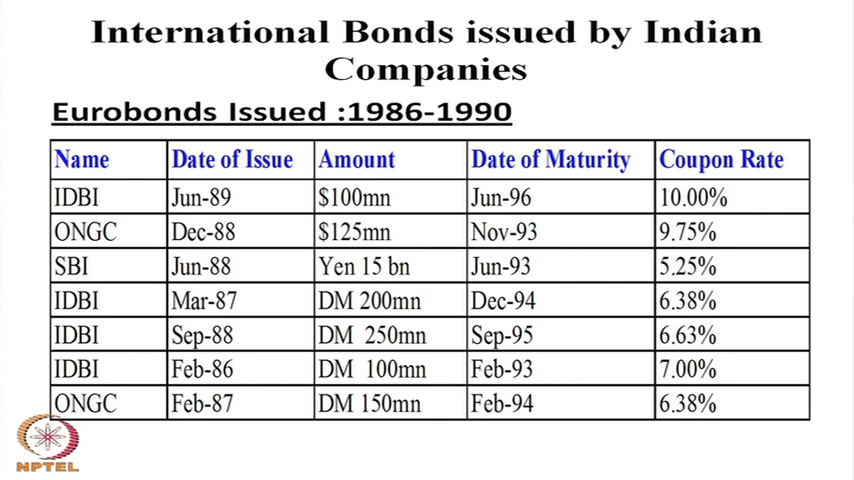 International Bonds issued by Indian
Companies
Eurobonds Issued :1986-1990
Name Date of Issue Amount Date of Maturity Coupon Rate
IDBI Jun-89 $100mn Jun-96 10.00%
ONGC Dec-88 $125mn Nov-93 9.75%
SBI Jun-88 Yen 15 bn Jun-93 5.25%
IDBI Mar-87 DM 200mn Dec-94 6.38%
IDBI Sep-88 DM 250mn Sep-95 6.63%
IDBI Feb-86 DM 100mn Feb-93 7.00%
ONGC Feb-87 DM 150mn Feb-94 6.38%
NPTEL